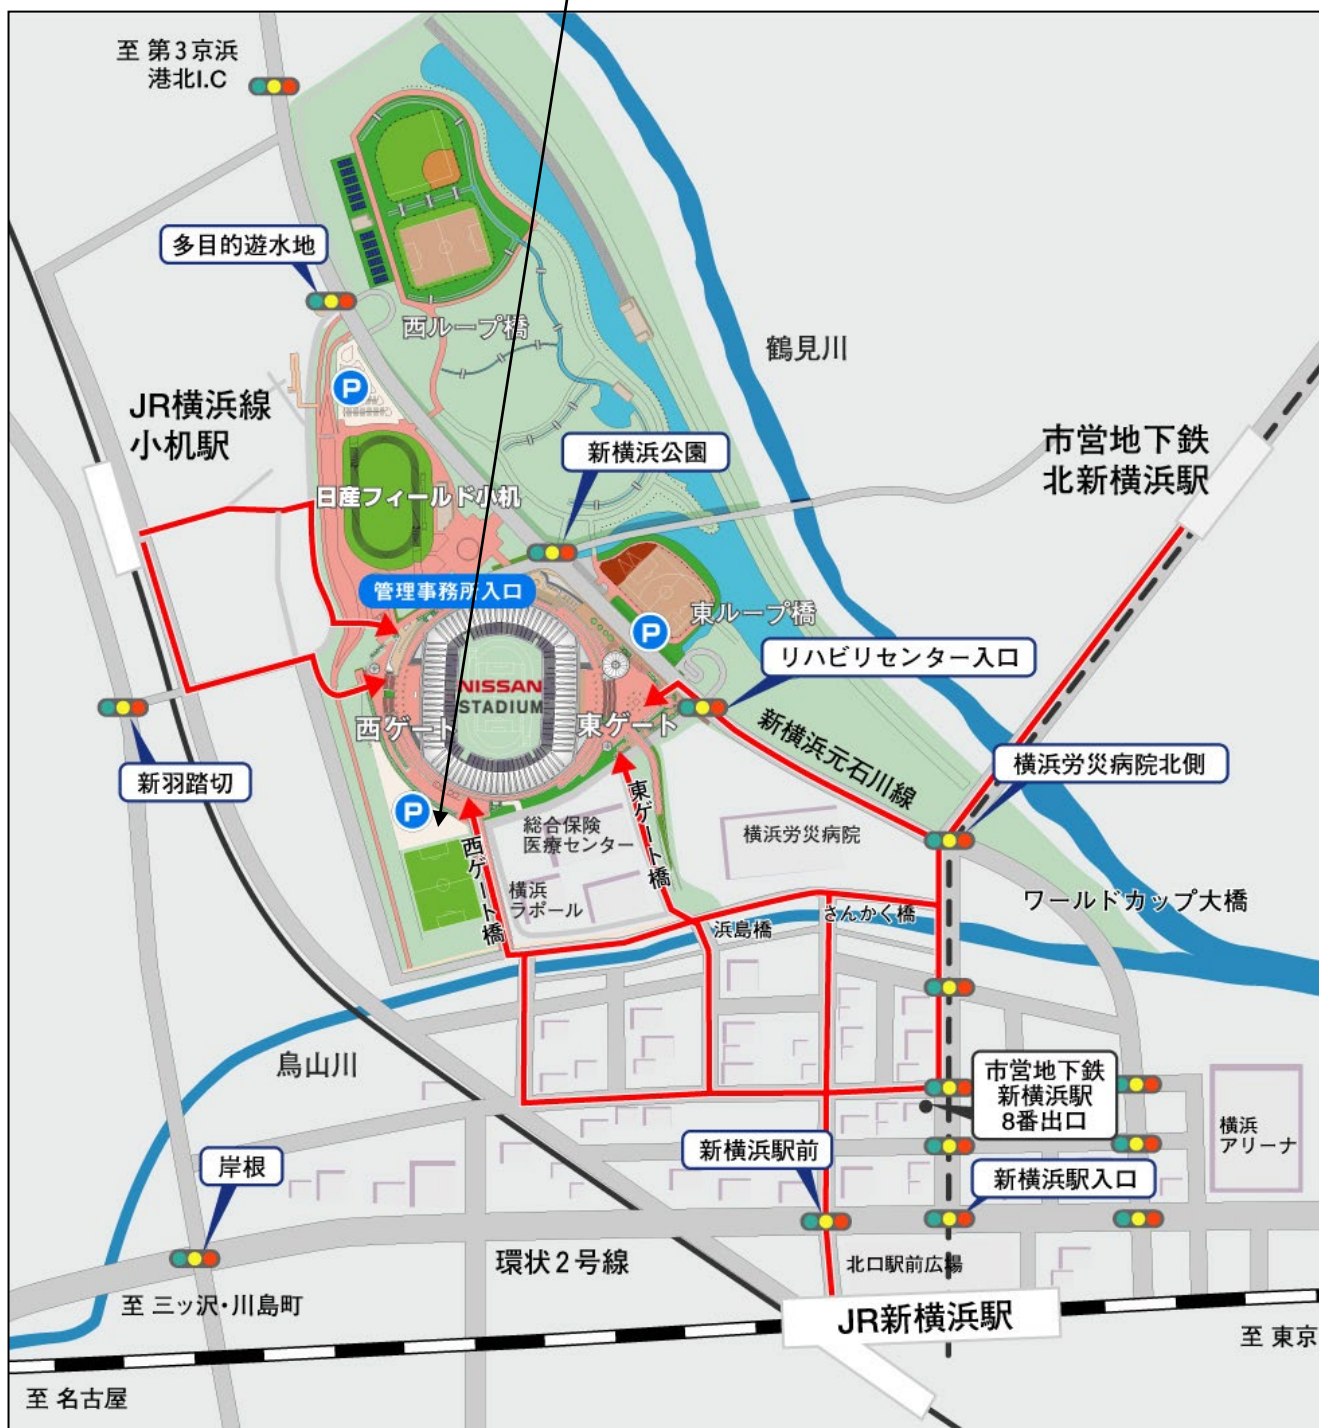 至 第3京浜
港北I.C
多目的遊水地
西ループ橋
鶴見川
P
JR横浜線
小机駅
新横浜公園
市営地下鉄
北新横浜駅
日産フィールド小机
管理事務所入口
東ループ橋
P
リハビリセンター入口
NISSAN
STADIUM
西ゲート
東ゲート
新横浜元石川線
横浜労災病院北側
新羽踏切
P
東ゲート橋
西ゲート橋
総合保険
医療センター
横浜労災病院
横浜
ラポール
さんかく橋
浜鳥橋
ワールドカップ大橋
鳥山川
市営地下鉄
新横浜駅
8番出口
横浜
アリーナ
岸根
新横浜駅前
新横浜駅入口
環状2号線
北口駅前広場
至 三ッ沢・川島町
JR新横浜駅
至 東京
至 名古屋